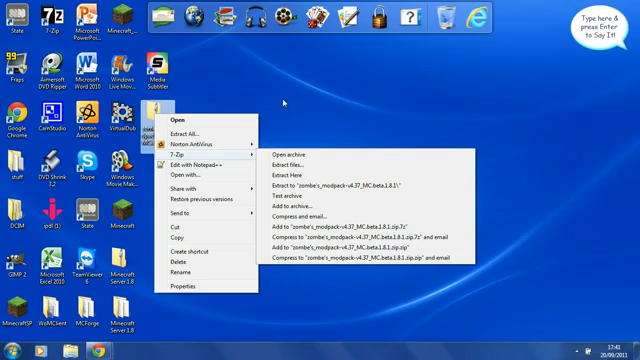 Type here &
press Enter
to Say It!
State
7-Zip
Microsoft
PowerPoi...
Minecraft_...
Fraps
Aimersoft
DVD Ripper
Microsoft
Word 2010
Windows
Live Mov...
Media
Subtitler
Google
Chrome
CamStudio
Norton
AntiVirus
VirtualDub
stuff
DVD Shrink
3.2
Skype
Windows
Movie Mak...
DCIM
ipdl (1)
Stamp
Minecraft
GIMP 2
Microsoft
Excel 2010
TeamViewer
6
Minecraft
Server 1.8
MinecraftSP
WoMClient
MCForge
Minecraft
Server1.8
Open
Extract All...
Norton AntiVirus
7-Zip
Edit with Notepad++
Open with...
Share with
Restore previous versions
Send to
Cut
Copy
Create shortcut
Delete
Rename
Properties
Open archive
Extract files...
Extract Here
Extract to "zombe's_modpack-v4.37_MC.beta.1.8.1\"
Test archive
Add to archive...
Compress and email...
Add to "zombe's_modpack-v4.37_MC.beta.1.8.1.zip.7z"
Compress to "zombe's_modpack-v4.37_MC.beta.1.8.1.zip.7z" and email
Add to "zombe's_modpack-v4.37_MC.beta.1.8.1.zip.zip"
Compress to "zombe's_modpack-v4.37_MC.beta.1.8.1.zip.zip" and email
17:41
20/09/2011